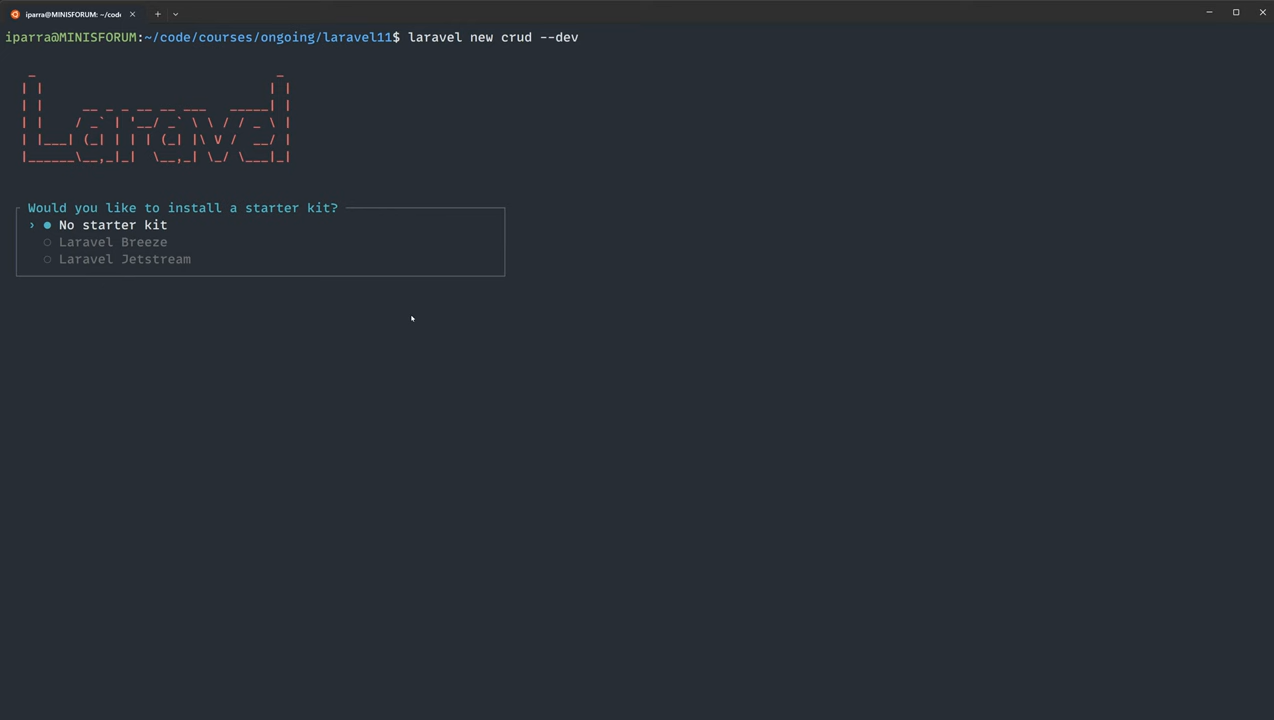 iparra@MINISFORUM: ~/code
iparra@MINISFORUM:~/code/courses/ongoing/laravel11$ laravel new crud --dev
Laravel
Would you like to install a starter kit?
› ● No starter kit
○ Laravel Breeze
○ Laravel Jetstream